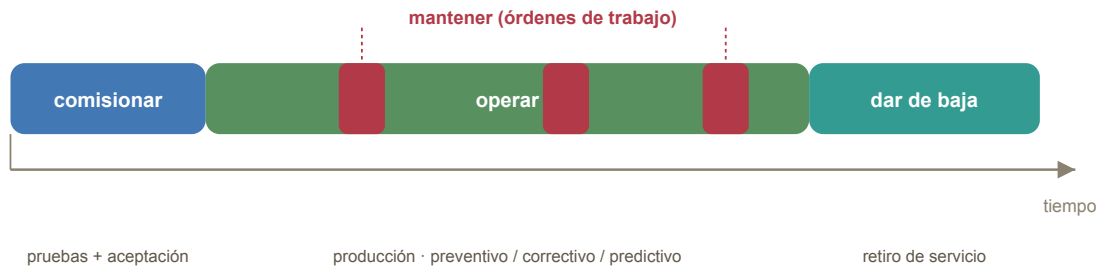 mantener (órdenes de trabajo)
comisionar
operar
dar de baja
tiempo
pruebas + aceptación
producción · preventivo / correctivo / predictivo
retiro de servicio